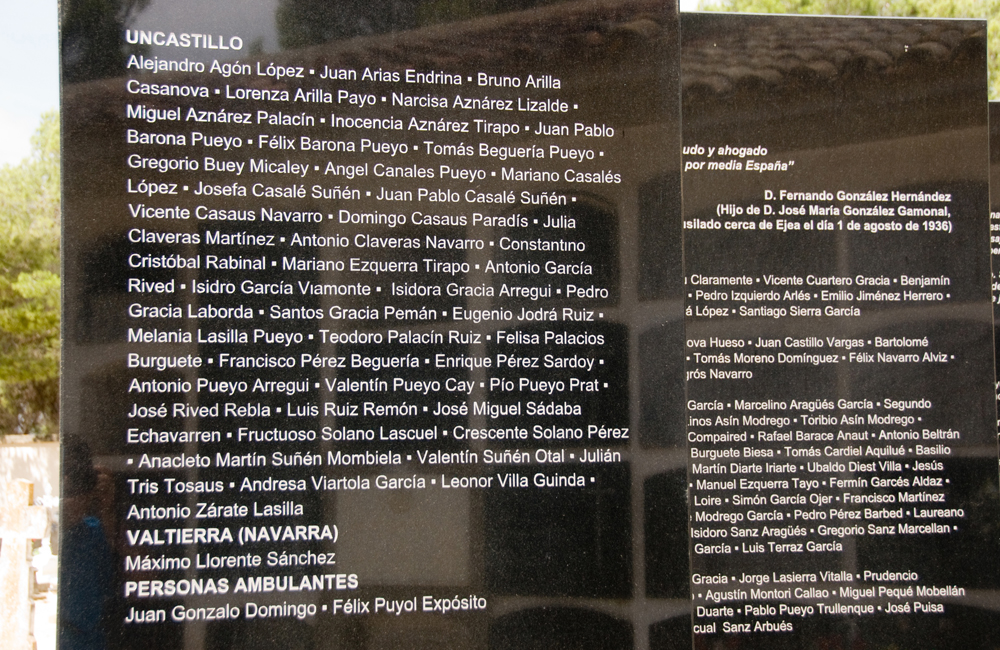 UNCASTILLO
Alejandro Agón López ▪ Juan Arias Endrina ▪ Bruno Arilla
Casanova ▪ Lorenza Arilla Payo ▪ Narcisa Aznárez Lizalde ▪
Miguel Aznárez Palacín ▪ Inocencia Aznárez Tirapo ▪ Juan Pablo
Barona Pueyo ▪ Félix Barona Pueyo ▪ Tomás Beguería Pueyo ▪
Gregorio Buey Micaley ▪ Angel Canales Pueyo ▪ Mariano Casalés
López ▪ Josefa Casalé Suñén ▪ Juan Pablo Casalé Suñén ▪
Vicente Casaus Navarro ▪ Domingo Casaus Paradís ▪ Julia
Claveras Martínez ▪ Antonio Claveras Navarro ▪ Constantino
Cristóbal Rabinal ▪ Mariano Ezquerra Tirapo ▪ Antonio García
Rived ▪ Isidro García Viamonte ▪ Isidora Gracia Arregui ▪ Pedro
Gracia Laborda ▪ Santos Gracia Pemán ▪ Eugenio Jodrá Ruiz ▪
Melania Lasilla Pueyo ▪ Teodoro Palacín Ruiz ▪ Felisa Palacios
Burguete ▪ Francisco Pérez Beguería ▪ Enrique Pérez Sardoy ▪
Antonio Pueyo Arregui ▪ Valentín Pueyo Cay ▪ Pío Pueyo Prat ▪
José Rived Rebla ▪ Luis Ruiz Remón ▪ José Miguel Sádaba
Echavarren ▪ Fructuoso Solano Lascuel ▪ Crescente Solano Pérez
▪ Anacleto Martín Suñén Mombiela ▪ Valentín Suñén Otal ▪ Julián
Tris Tosaus ▪ Andresa Viartola García ▪ Leonor Villa Guinda ▪
Antonio Zárate Lasilla
VALTIERRA (NAVARRA)
Máximo Llorente Sánchez
PERSONAS AMBULANTES
Juan Gonzalo Domingo ▪ Félix Puyol Expósito
udo y ahogado
por media España”
D. Fernando González Hernández
(Hijo de D. José María González Gamonal,
usilado cerca de Ejea el día 1 de agosto de 1936)
Claramente ▪ Vicente Cuartero Gracia ▪ Benjamín
▪ Pedro Izquierdo Arlés ▪ Emilio Jiménez Herrero ▪
á López ▪ Santiago Sierra García
ova Hueso ▪ Juan Castillo Vargas ▪ Bartolomé
▪ Tomás Moreno Domínguez ▪ Félix Navarro Alviz ▪
grós Navarro
García ▪ Marcelino Aragüés García ▪ Segundo
inos Asín Modrego ▪ Toribio Asín Modrego ▪
Compaired ▪ Rafael Barace Anaut ▪ Antonio Beltrán
Burguete Biesa ▪ Tomás Cardiel Aquilué ▪ Basilio
Martín Diarte Iriarte ▪ Ubaldo Diest Villa ▪ Jesús
▪ Manuel Ezquerra Tayo ▪ Fermín Garcés Aldaz ▪
Loire ▪ Simón García Ojer ▪ Francisco Martínez
Modrego García ▪ Pedro Pérez Barbed ▪ Laureano
Isidoro Sanz Aragüés ▪ Gregorio Sanz Marcellan ▪
García ▪ Luis Terraz García
Gracia ▪ Jorge Lasierra Vitalla ▪ Prudencio
▪ Agustín Montori Callao ▪ Miguel Pequé Mobellán
Duarte ▪ Pablo Pueyo Trullenque ▪ José Puisa
cual Sanz Arbués